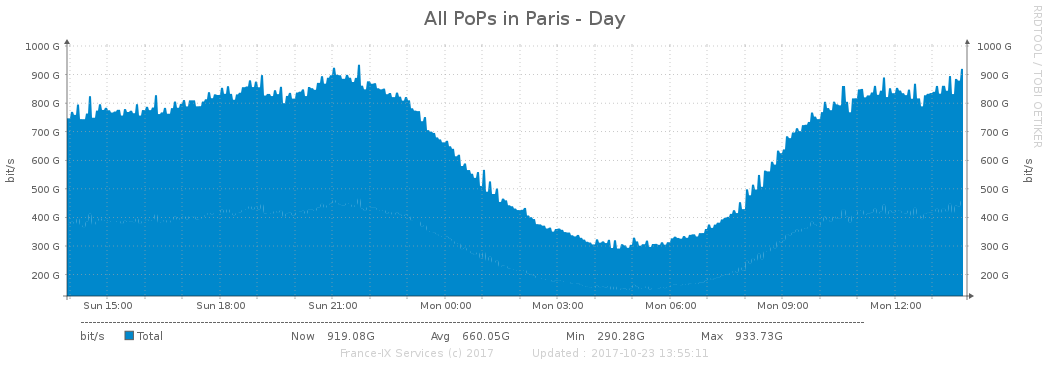 All PoPs in Paris - Day
RRDTOOL / TOBI OETIKER
1000 G 1000 G
900 G 900 G
800 G 800 G
700 G 700 G
600 G 600 G
500 G 500 G
400 G 400 G
300 G 300 G
200 G 200 G
bit/s bit/s
Sun 15:00 Sun 18:00 Sun 21:00 Mon 00:00 Mon 03:00 Mon 06:00 Mon 09:00 Mon 12:00
bit/s Total Now 919.08G Avg 660.05G Min 290.28G Max 933.73G
France-IX Services (c) 2017 Updated : 2017-10-23 13:55:11